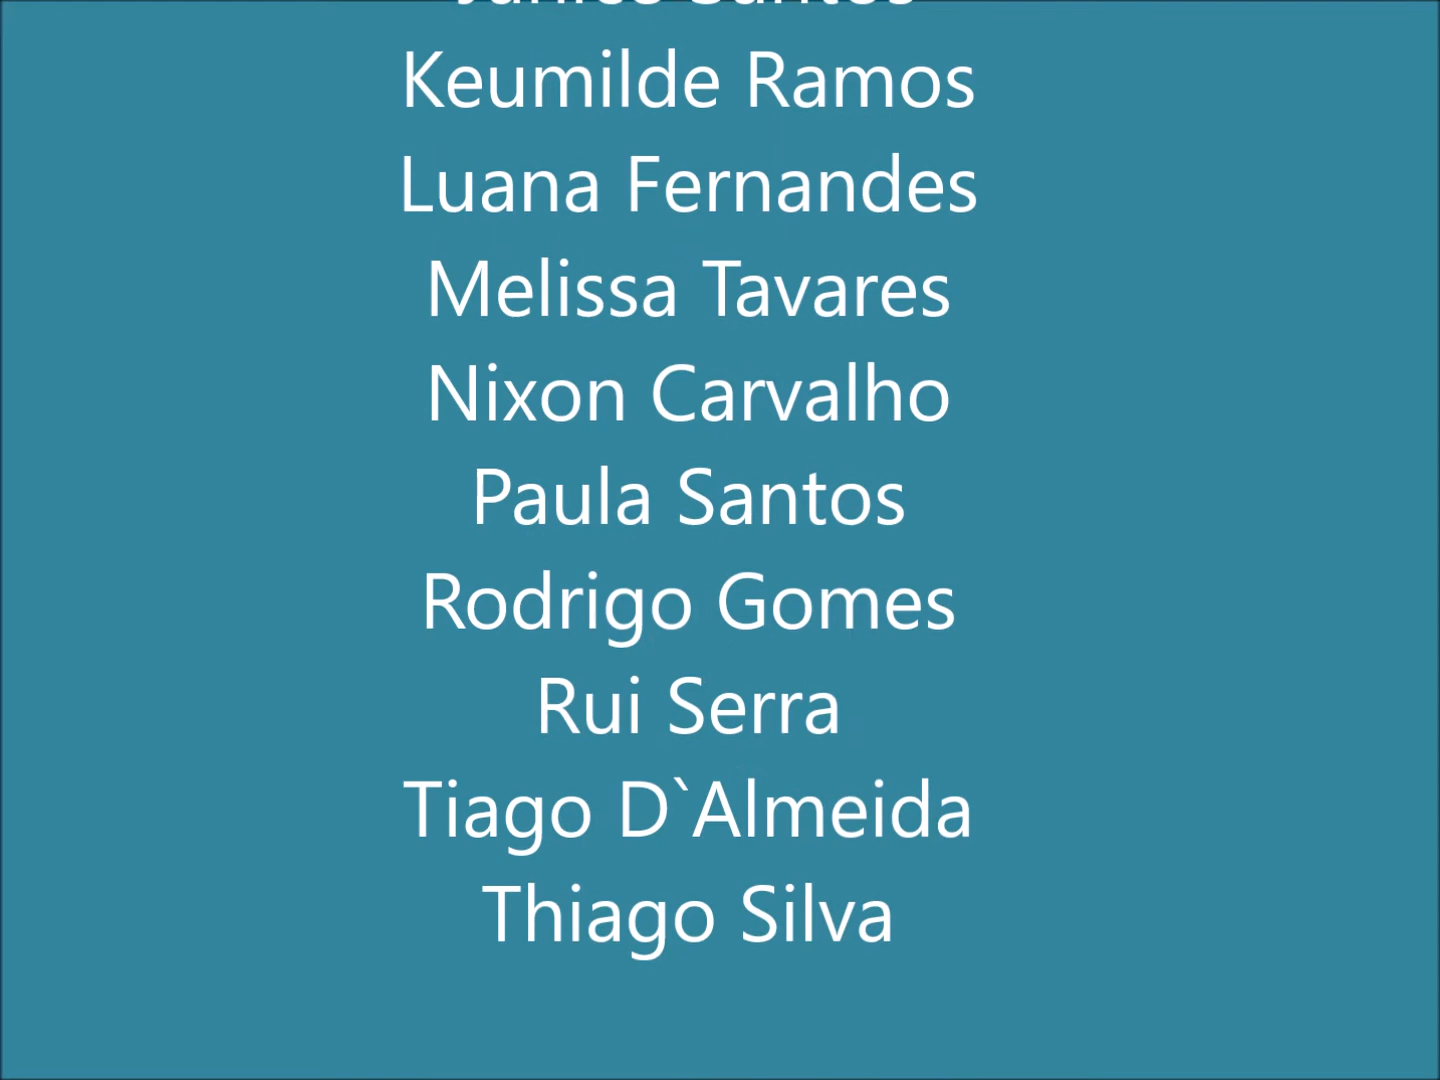 Keumilde Ramos
Luana Fernandes
Melissa Tavares
Nixon Carvalho
Paula Santos
Rodrigo Gomes
Rui Serra
Tiago D`Almeida
Thiago Silva